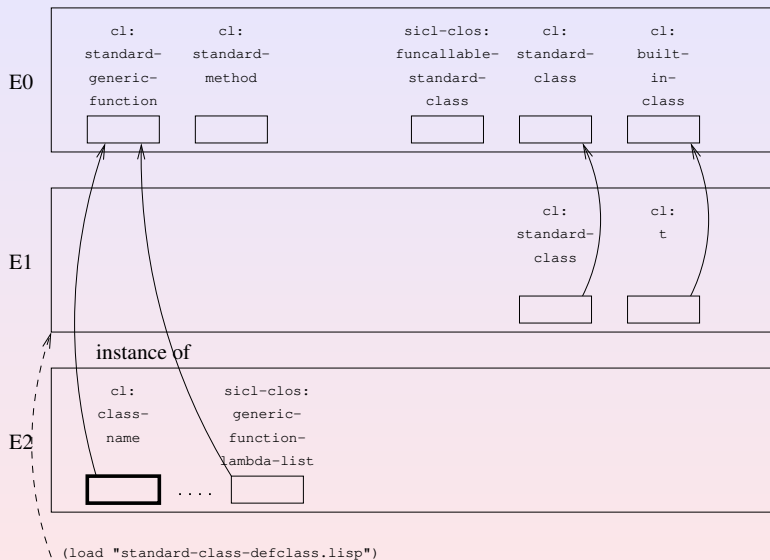 cl:
standard-
generic-
function
cl:
standard-
method
sicl-clos:
funcallable-
standard-
class
cl:
standard-
class
cl:
built-
in-
class
E0
cl:
standard-
class
cl:
t
E1
instance of
cl:
class-
name
sicl-clos:
generic-
function-
lambda-list
E2
....
(load "standard-class-defclass.lisp")